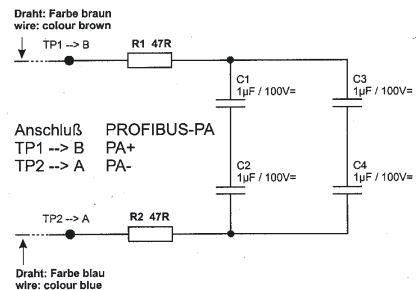 Draht: Farbe braun
wire: colour brown
TP1 --> B
R1 47R
C1
1µF / 100V=
C3
1µF / 100V=
Anschluß PROFIBUS-PA
TP1 --> B PA+
TP2 --> A PA-
C2
1µF / 100V=
C4
1µF / 100V=
TP2 --> A
R2 47R
Draht: Farbe blau
wire: colour blue